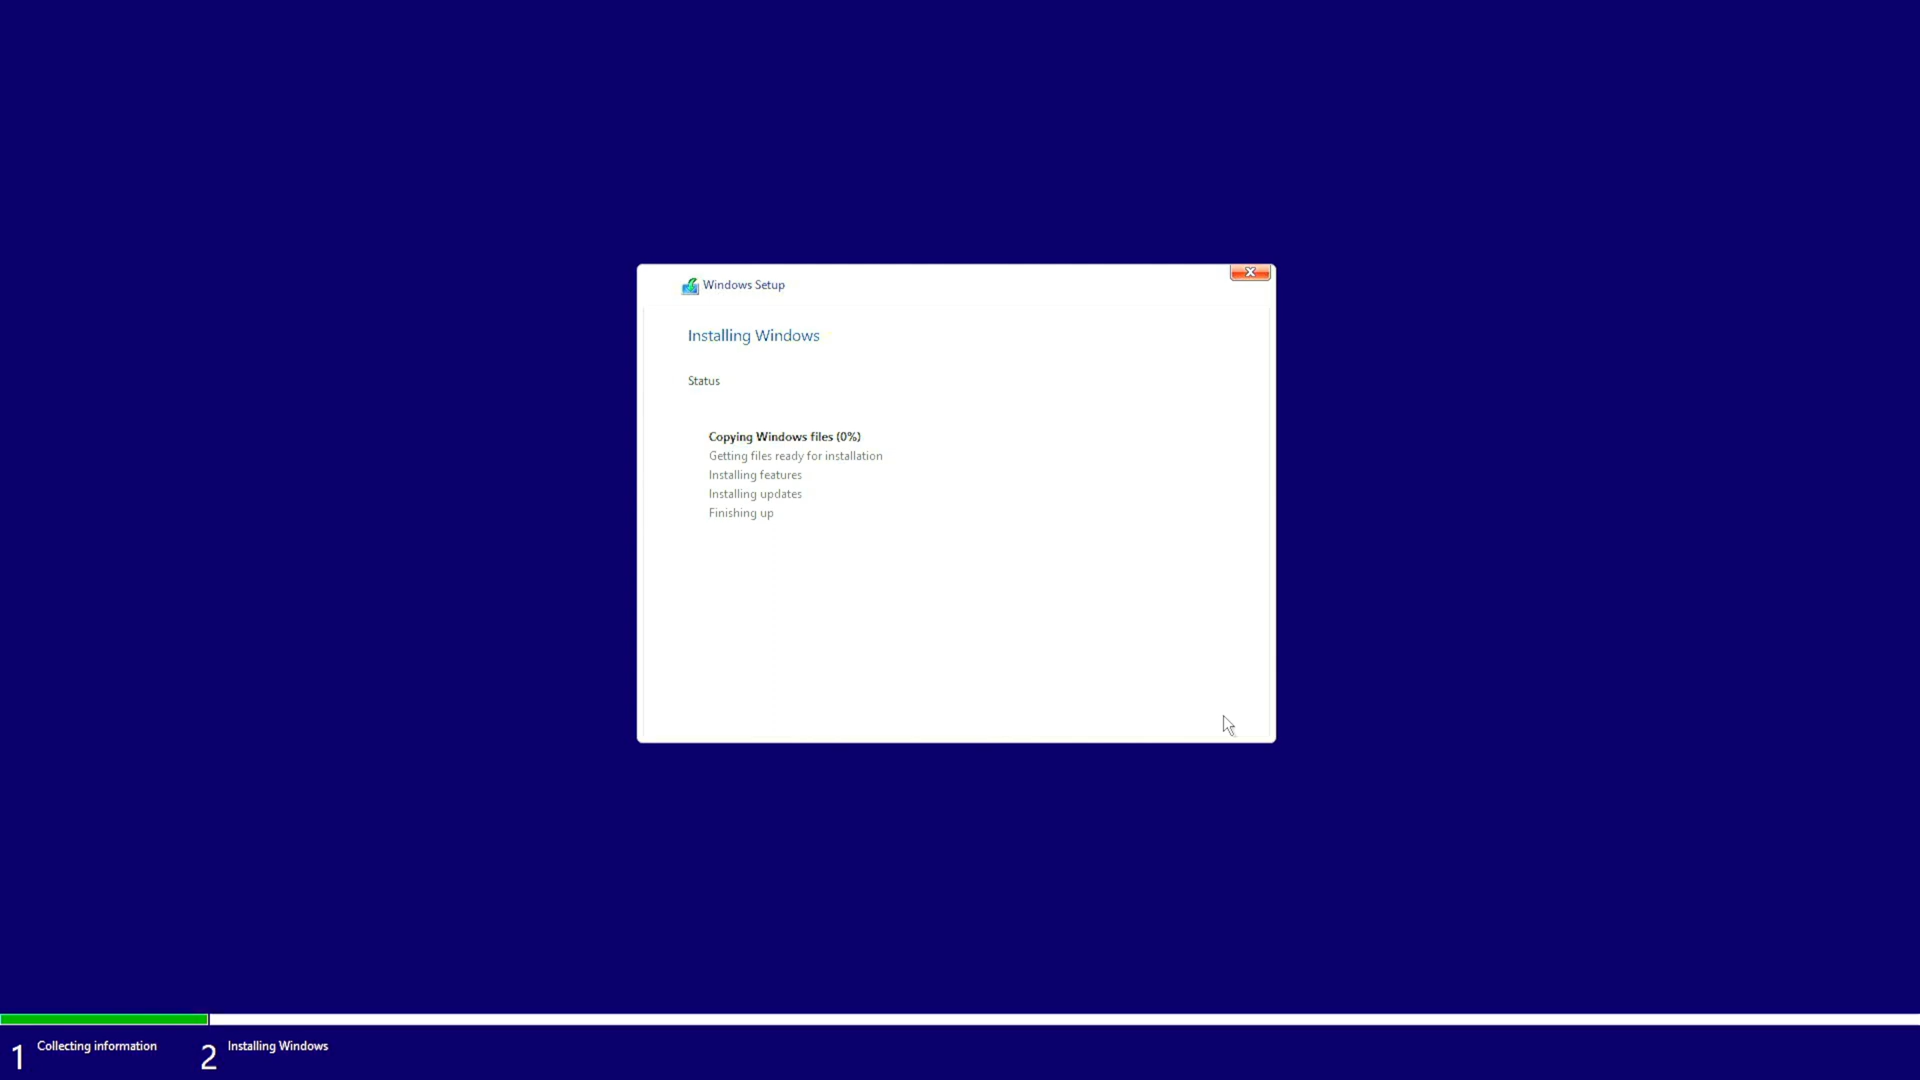 Windows Setup
Installing Windows
Status
Copying Windows files (0%)
Getting files ready for installation
Installing features
Installing updates
Finishing up
1 Collecting information
2 Installing Windows